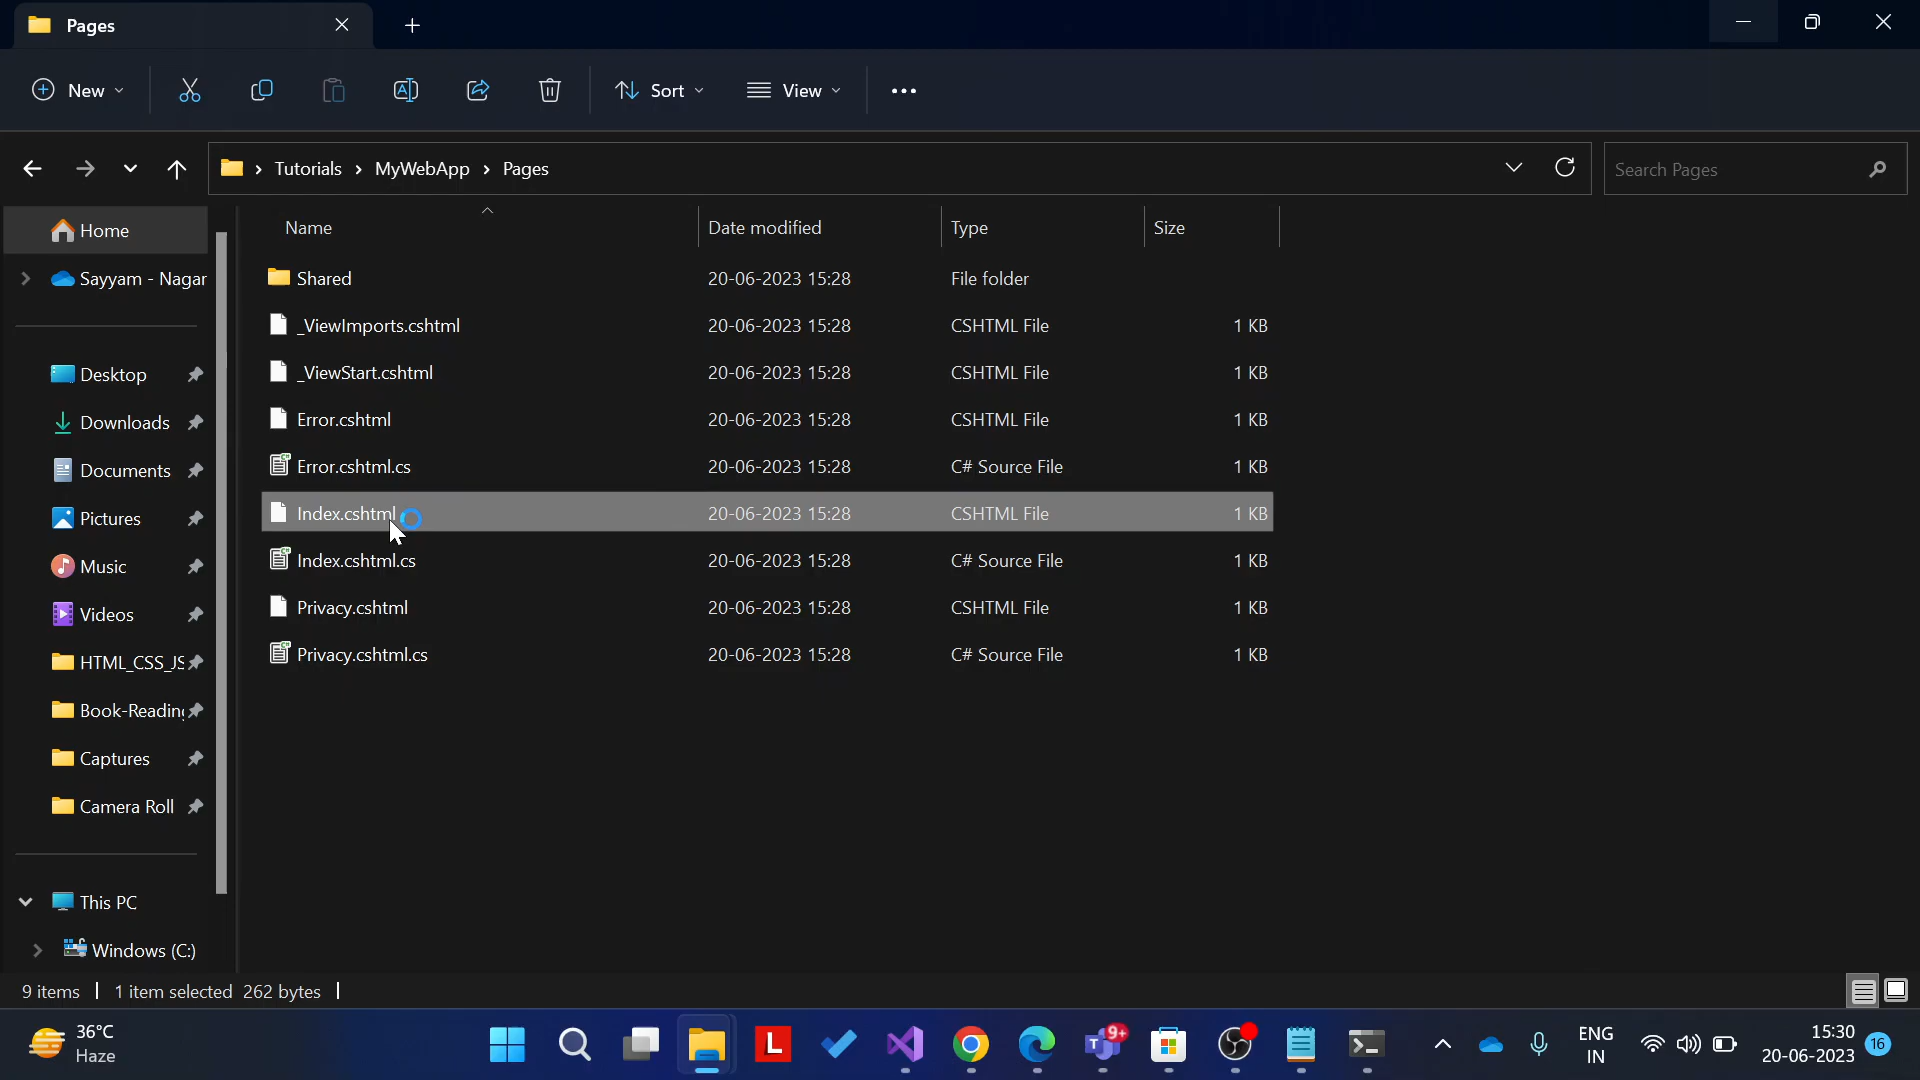 Pages
New
Sort
View
Tutorials
MyWebApp
Pages
Search Pages
Home
Sayyam - Nagar
Desktop
Downloads
Documents
Pictures
Music
Videos
HTML_CSS_JS
Book-Reading
Captures
Camera Roll
This PC
Windows (C:)
Name Date modified Type Size
Shared 20-06-2023 15:28 File folder
_ViewImports.cshtml 20-06-2023 15:28 CSHTML File 1 KB
_ViewStart.cshtml 20-06-2023 15:28 CSHTML File 1 KB
Error.cshtml 20-06-2023 15:28 CSHTML File 1 KB
Error.cshtml.cs 20-06-2023 15:28 C# Source File 1 KB
Index.cshtml 20-06-2023 15:28 CSHTML File 1 KB
Index.cshtml.cs 20-06-2023 15:28 C# Source File 1 KB
Privacy.cshtml 20-06-2023 15:28 CSHTML File 1 KB
Privacy.cshtml.cs 20-06-2023 15:28 C# Source File 1 KB
9 items 1 item selected 262 bytes
36°C
Haze
L
T
9+
ENG
IN
15:30
20-06-2023
16